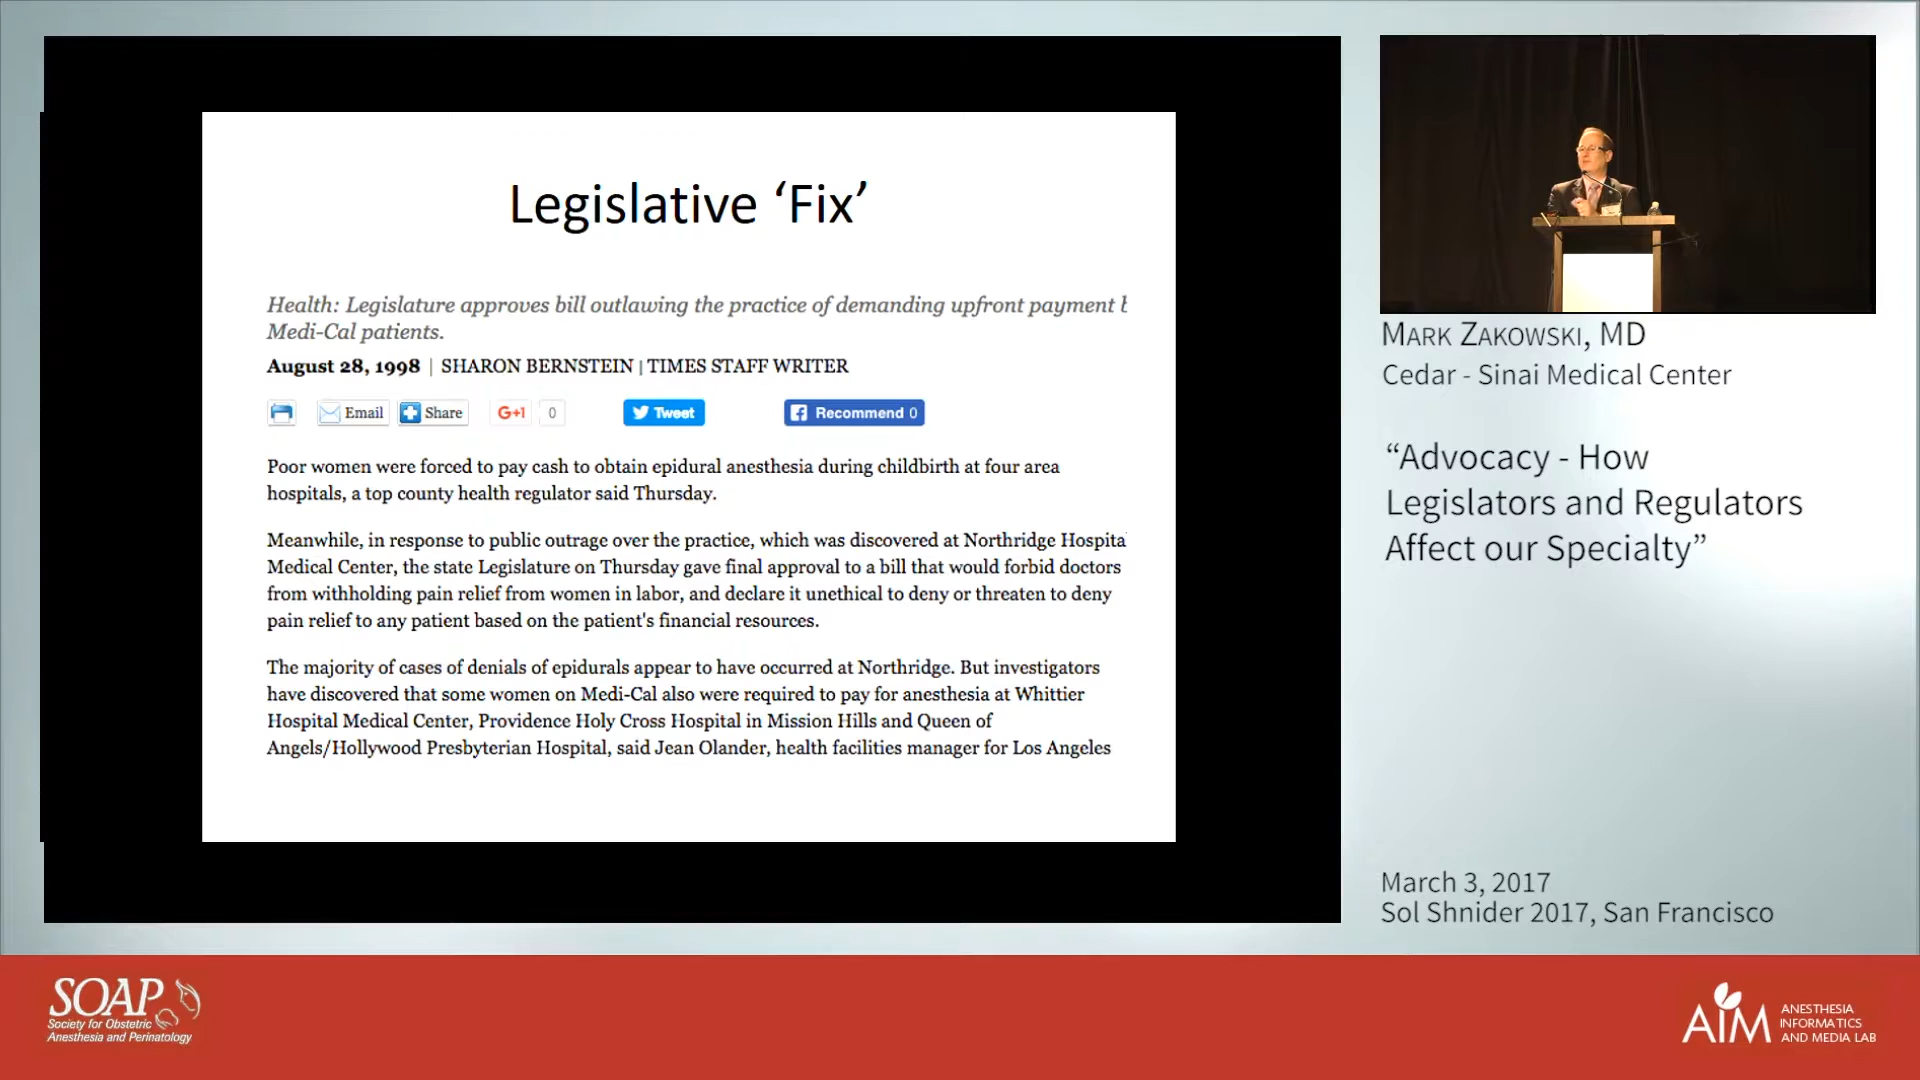 Legislative ‘Fix’
Health: Legislature approves bill outlawing the practice of demanding upfront payment
Medi-Cal patients.
August 28, 1998 | SHARON BERNSTEIN | TIMES STAFF WRITER
Email Share G+1 0 Tweet Recommend 0
Poor women were forced to pay cash to obtain epidural anesthesia during childbirth at four area
hospitals, a top county health regulator said Thursday.
Meanwhile, in response to public outrage over the practice, which was discovered at Northridge Hospita
Medical Center, the state Legislature on Thursday gave final approval to a bill that would forbid doctors
from withholding pain relief from women in labor, and declare it unethical to deny or threaten to deny
pain relief to any patient based on the patient's financial resources.
The majority of cases of denials of epidurals appear to have occurred at Northridge. But investigators
have discovered that some women on Medi-Cal also were required to pay for anesthesia at Whittier
Hospital Medical Center, Providence Holy Cross Hospital in Mission Hills and Queen of
Angels/Hollywood Presbyterian Hospital, said Jean Olander, health facilities manager for Los Angeles
MARK ZAKOWSKI, MD
Cedar - Sinai Medical Center
“Advocacy - How
Legislators and Regulators
Affect our Specialty”
March 3, 2017
Sol Shnider 2017, San Francisco
SOAP
Society for Obstetric
Anesthesia and Perinatology
AIM
ANESTHESIA
INFORMATICS
AND MEDIA LAB